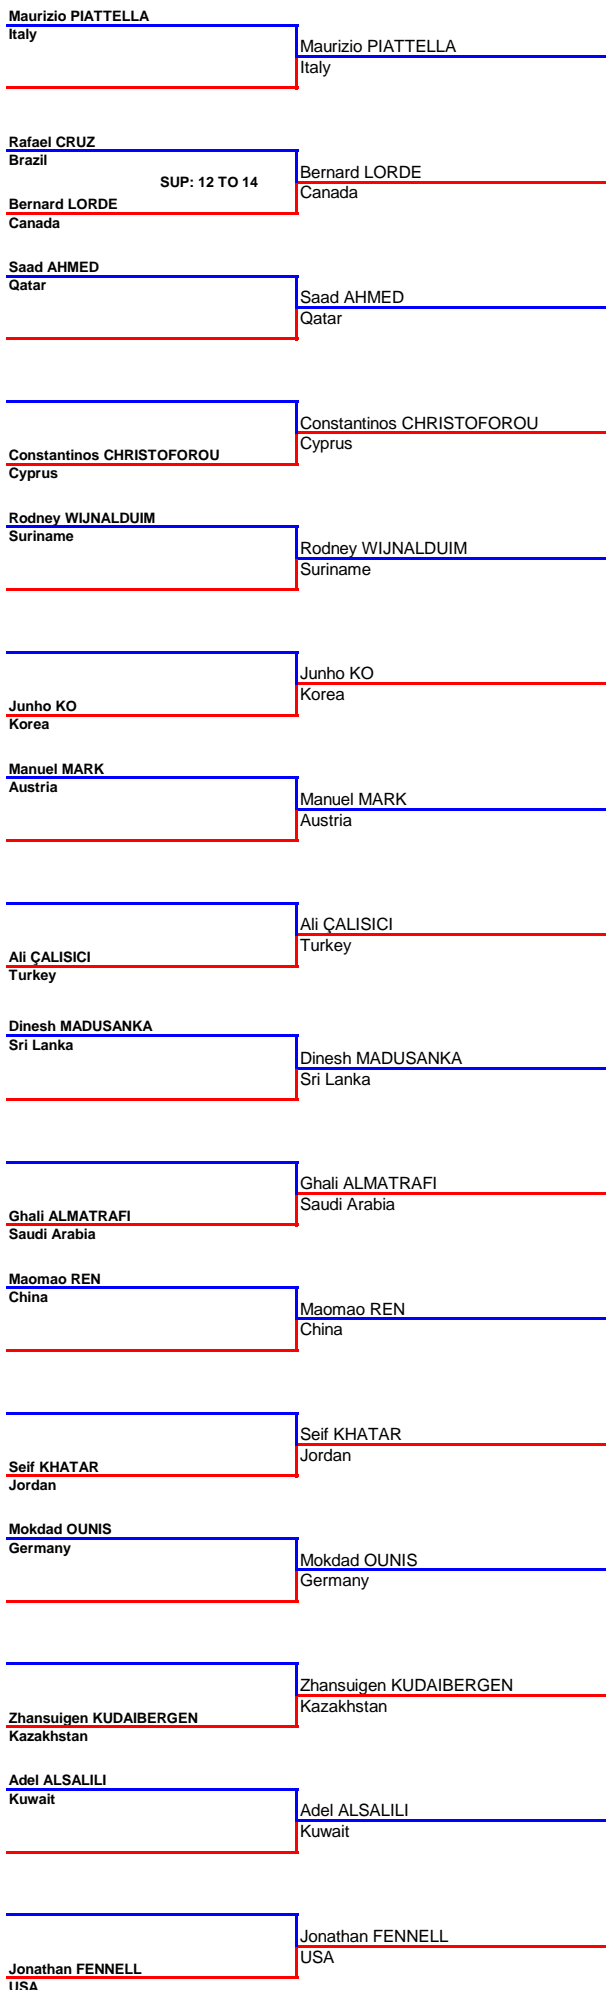 Maurizio PIATTELLA
Italy
Maurizio PIATTELLA
Italy
Rafael CRUZ
Brazil
SUP: 12 TO 14
Bernard LORDE
Canada
Bernard LORDE
Canada
Saad AHMED
Qatar
Saad AHMED
Qatar
Constantinos CHRISTOFOROU
Cyprus
Constantinos CHRISTOFOROU
Cyprus
Rodney WIJNALDUIM
Suriname
Rodney WIJNALDUIM
Suriname
Junho KO
Korea
Junho KO
Korea
Manuel MARK
Austria
Manuel MARK
Austria
Ali ÇALISICI
Turkey
Ali ÇALISICI
Turkey
Dinesh MADUSANKA
Sri Lanka
Dinesh MADUSANKA
Sri Lanka
Ghali ALMATRAFI
Saudi Arabia
Ghali ALMATRAFI
Saudi Arabia
Maomao REN
China
Maomao REN
China
Seif KHATAR
Jordan
Seif KHATAR
Jordan
Mokdad OUNIS
Germany
Mokdad OUNIS
Germany
Zhansuigen KUDAIBERGEN
Kazakhstan
Zhansuigen KUDAIBERGEN
Kazakhstan
Adel ALSALILI
Kuwait
Adel ALSALILI
Kuwait
Jonathan FENNELL
USA
Jonathan FENNELL
USA